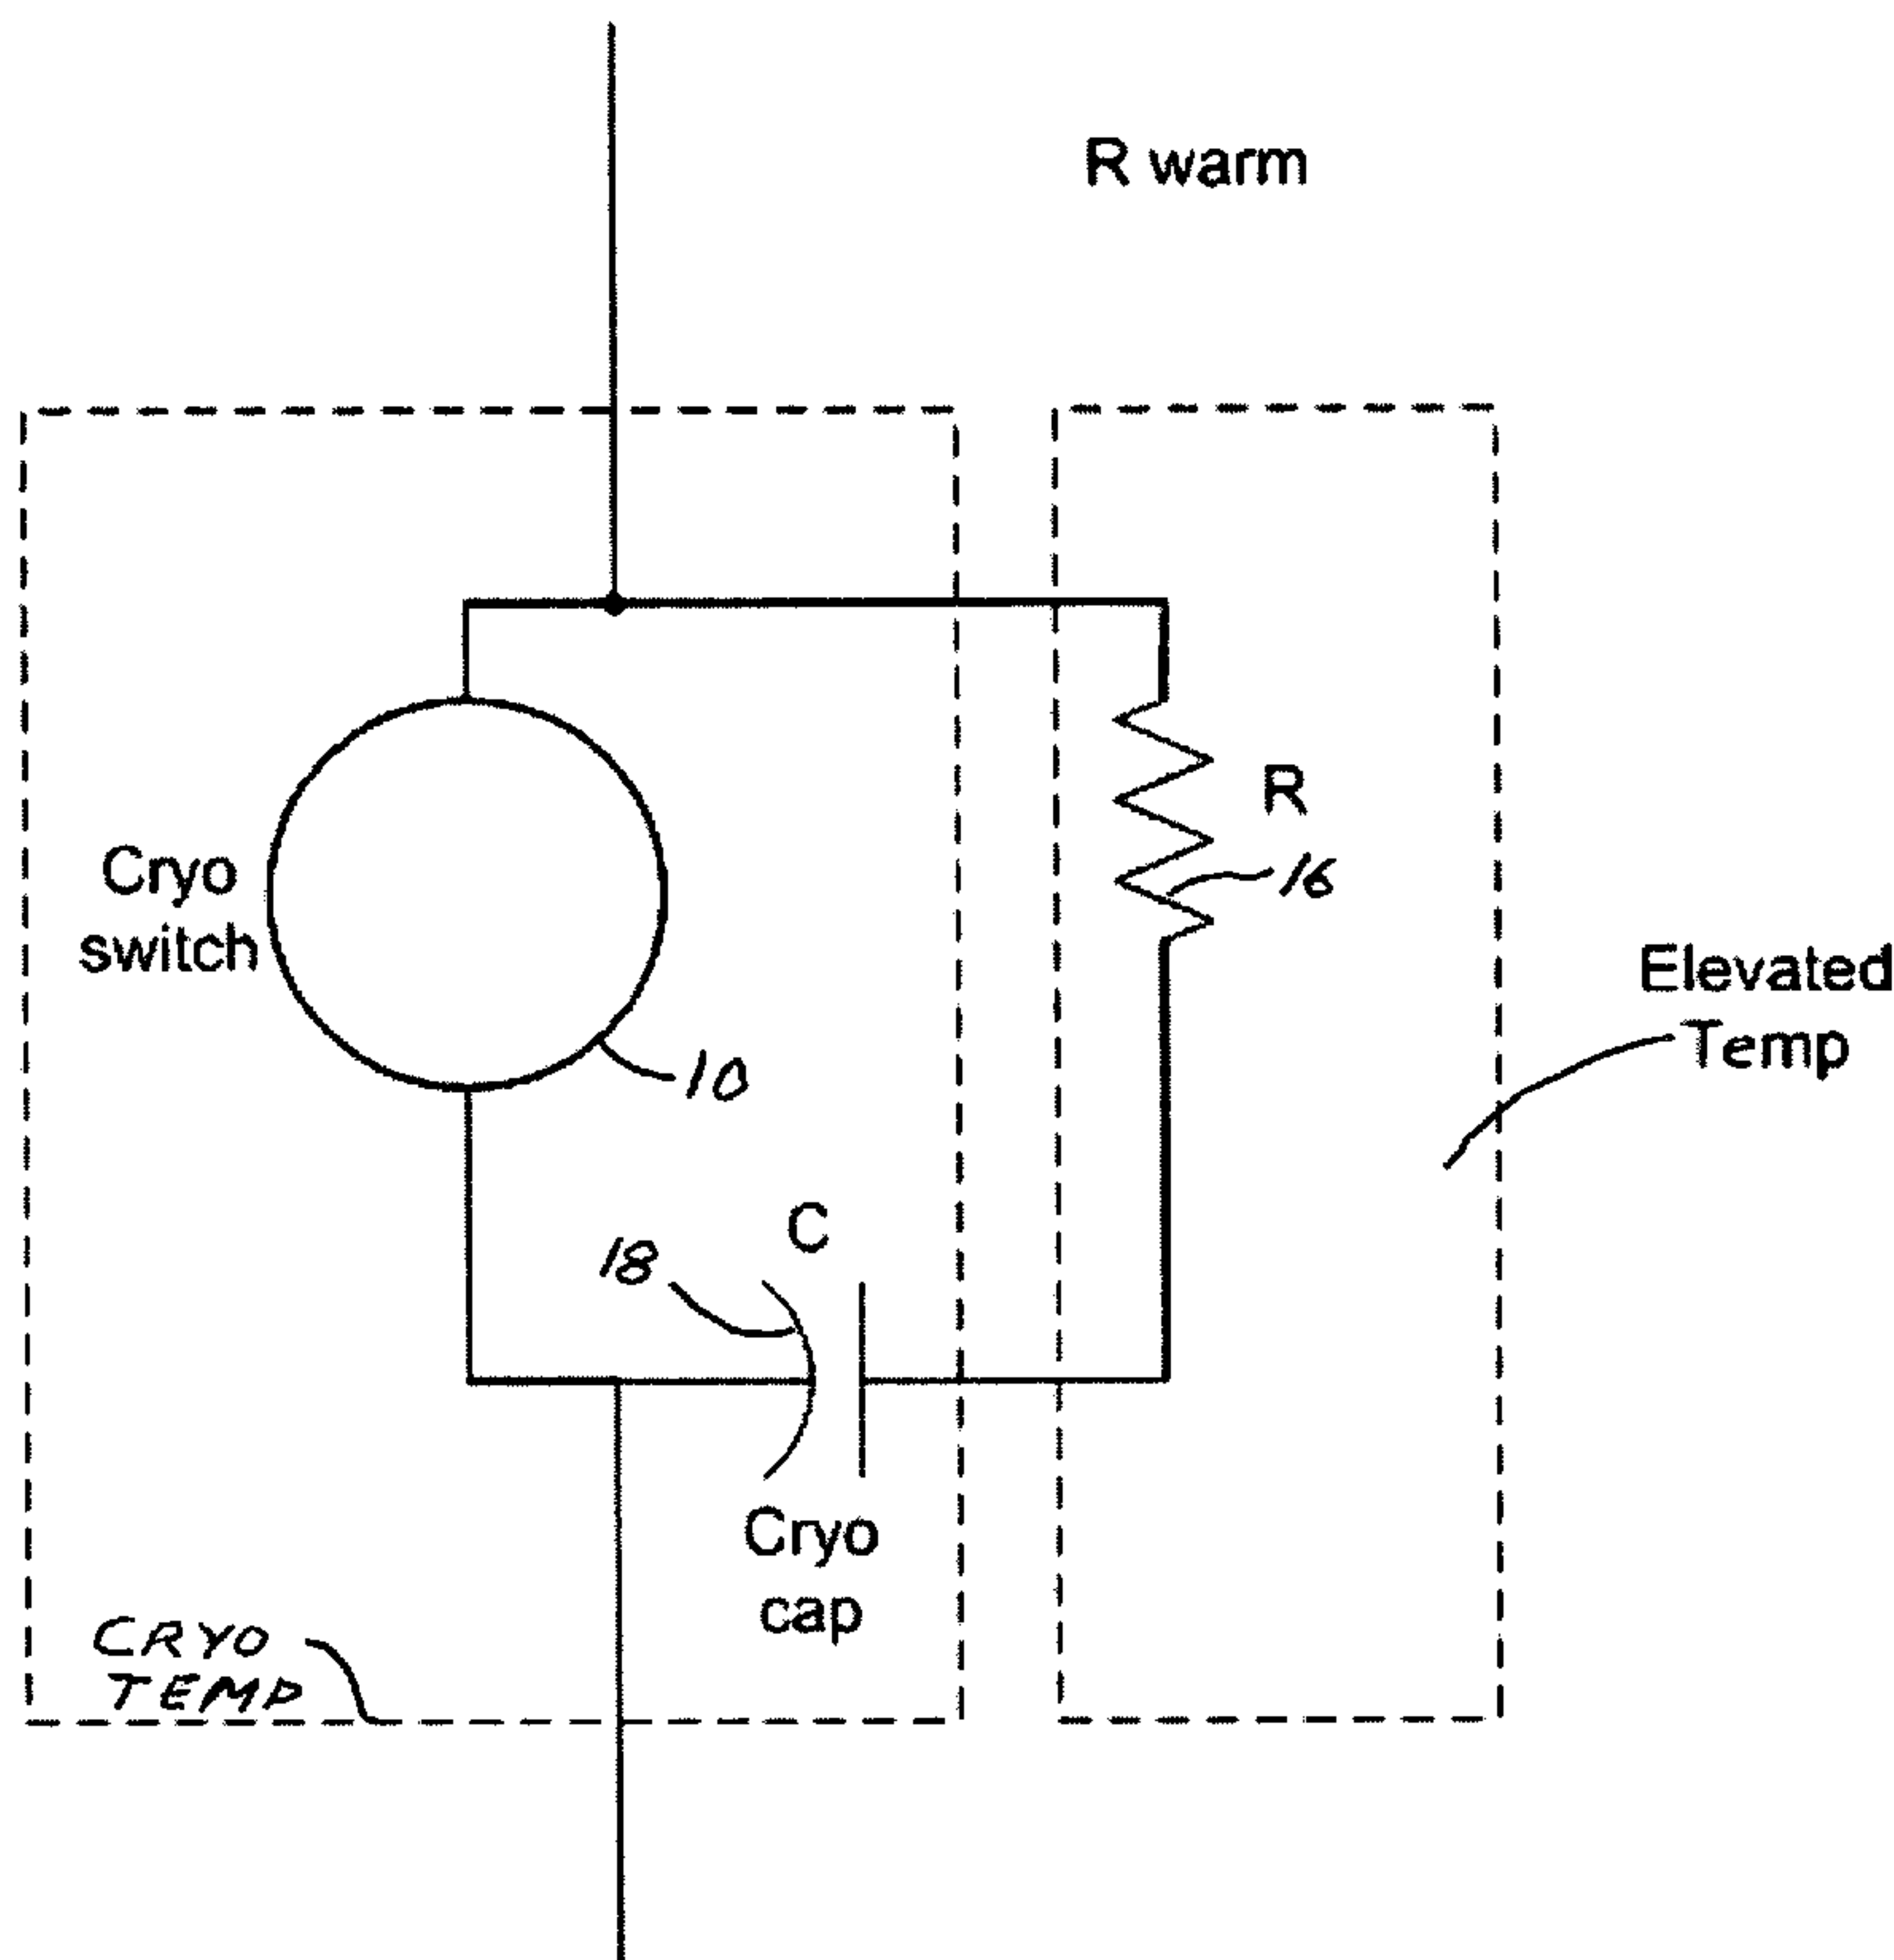 R warm
R
16
Cryo
switch
Elevated
Temp
10
C
18
Cryo
cap
CRYO
TEMP